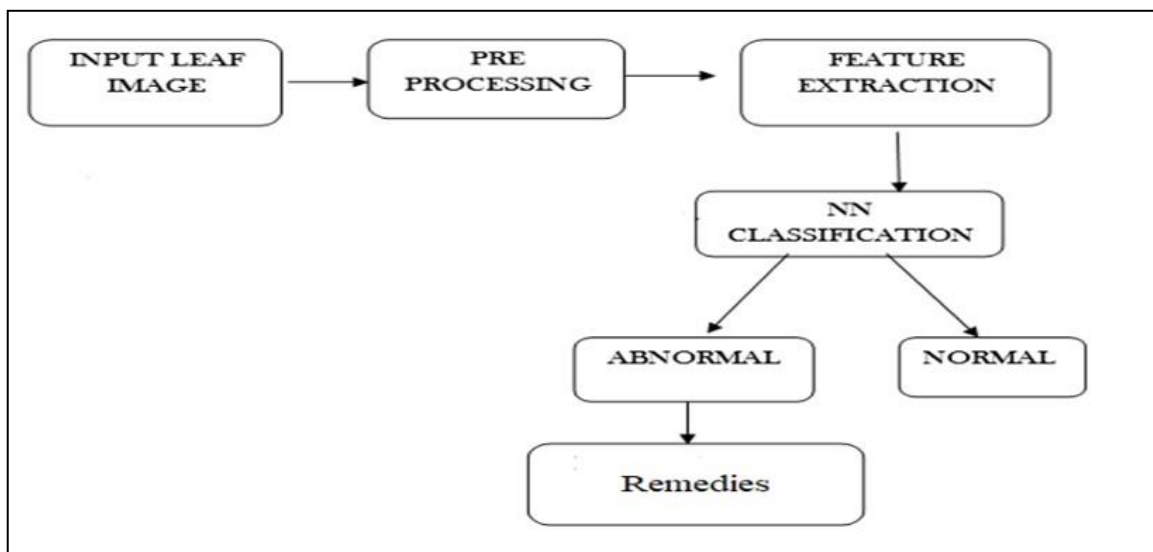 INPUT LEAF
IMAGE
PRE
PROCESSING
FEATURE
EXTRACTION
NN
CLASSIFICATION
ABNORMAL
NORMAL
Remedies